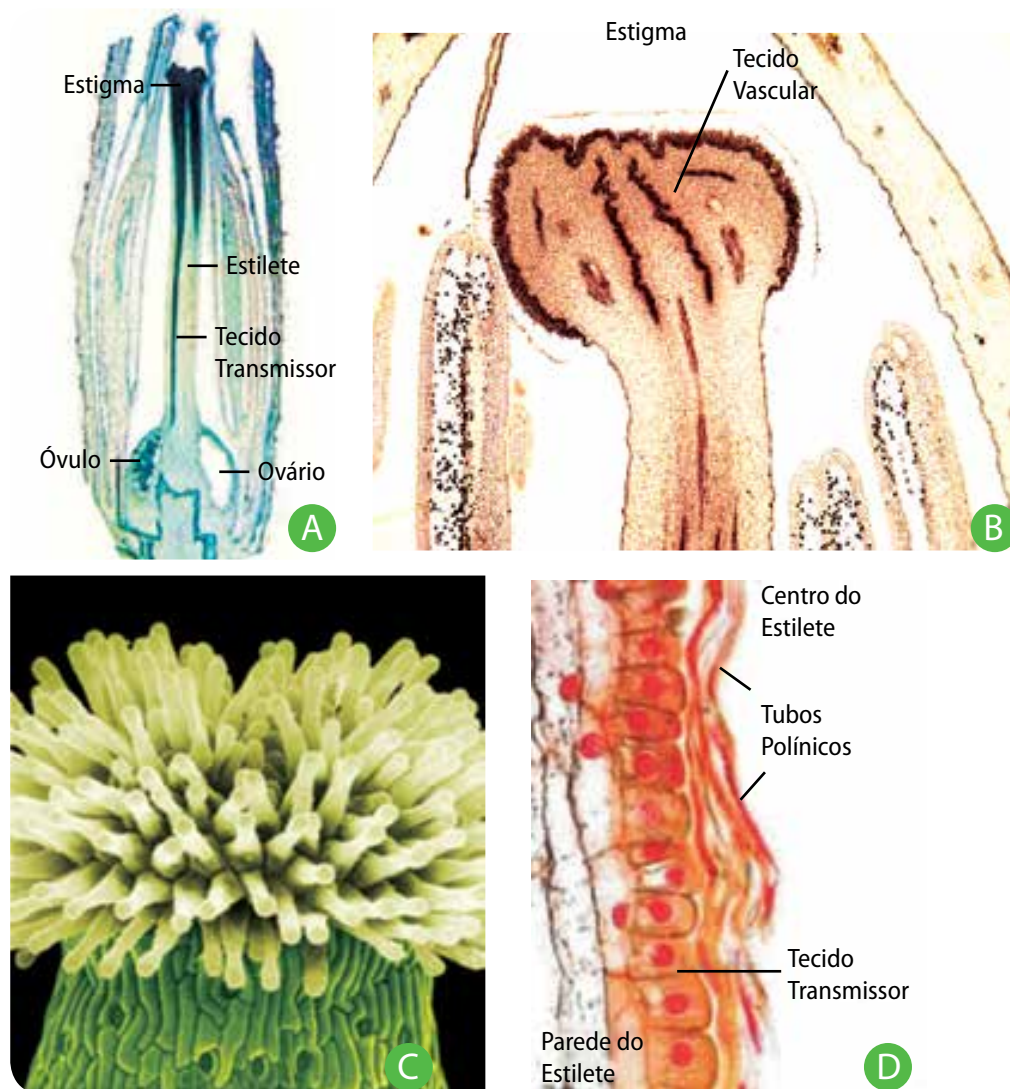 Estigma
Estilete
Tecido
Transmissor
Óvulo
Ovário
A
Estigma
Tecido
Vascular
B
C
Centro do
Estilete
Tubos
Polínicos
Tecido
Transmissor
Parede do
Estilete
D